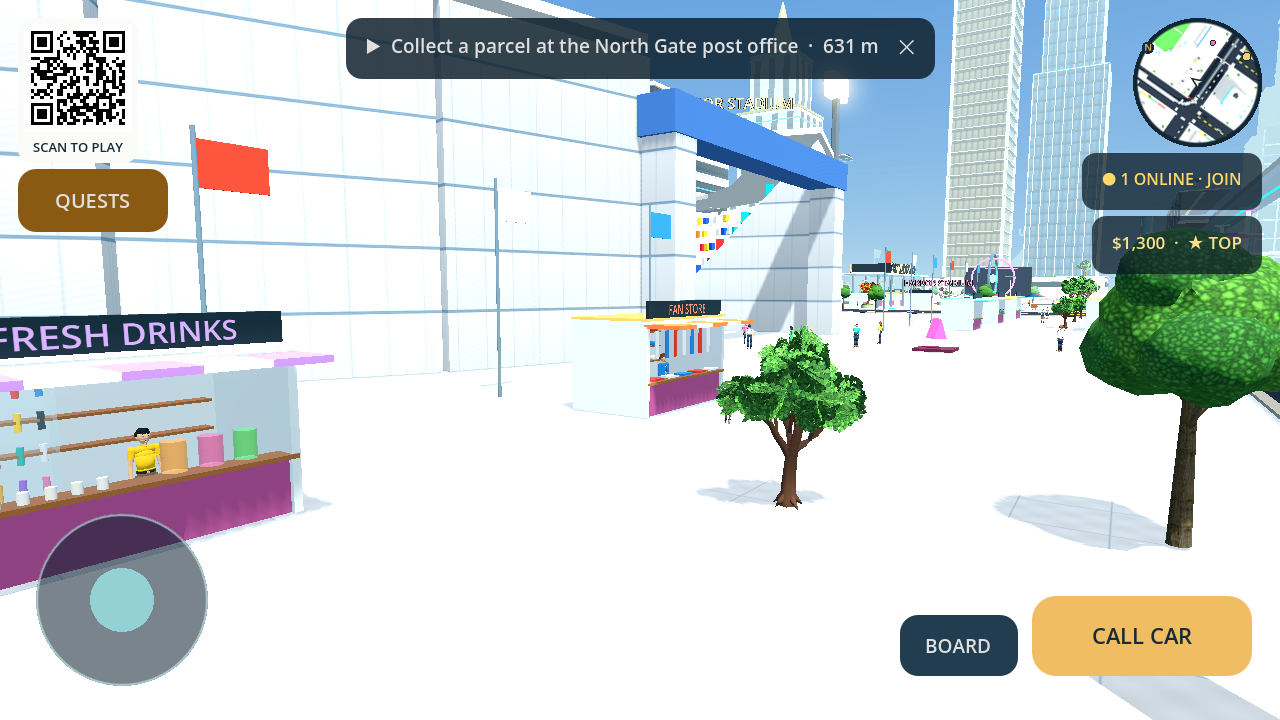 ▶ Collect a parcel at the North Gate post office · 631 m
SCAN TO PLAY
QUESTS
N
1 ONLINE · JOIN
$1,300 · ★ TOP
STADIUM
FAN STORE
FRESH DRINKS
BOARD
CALL CAR